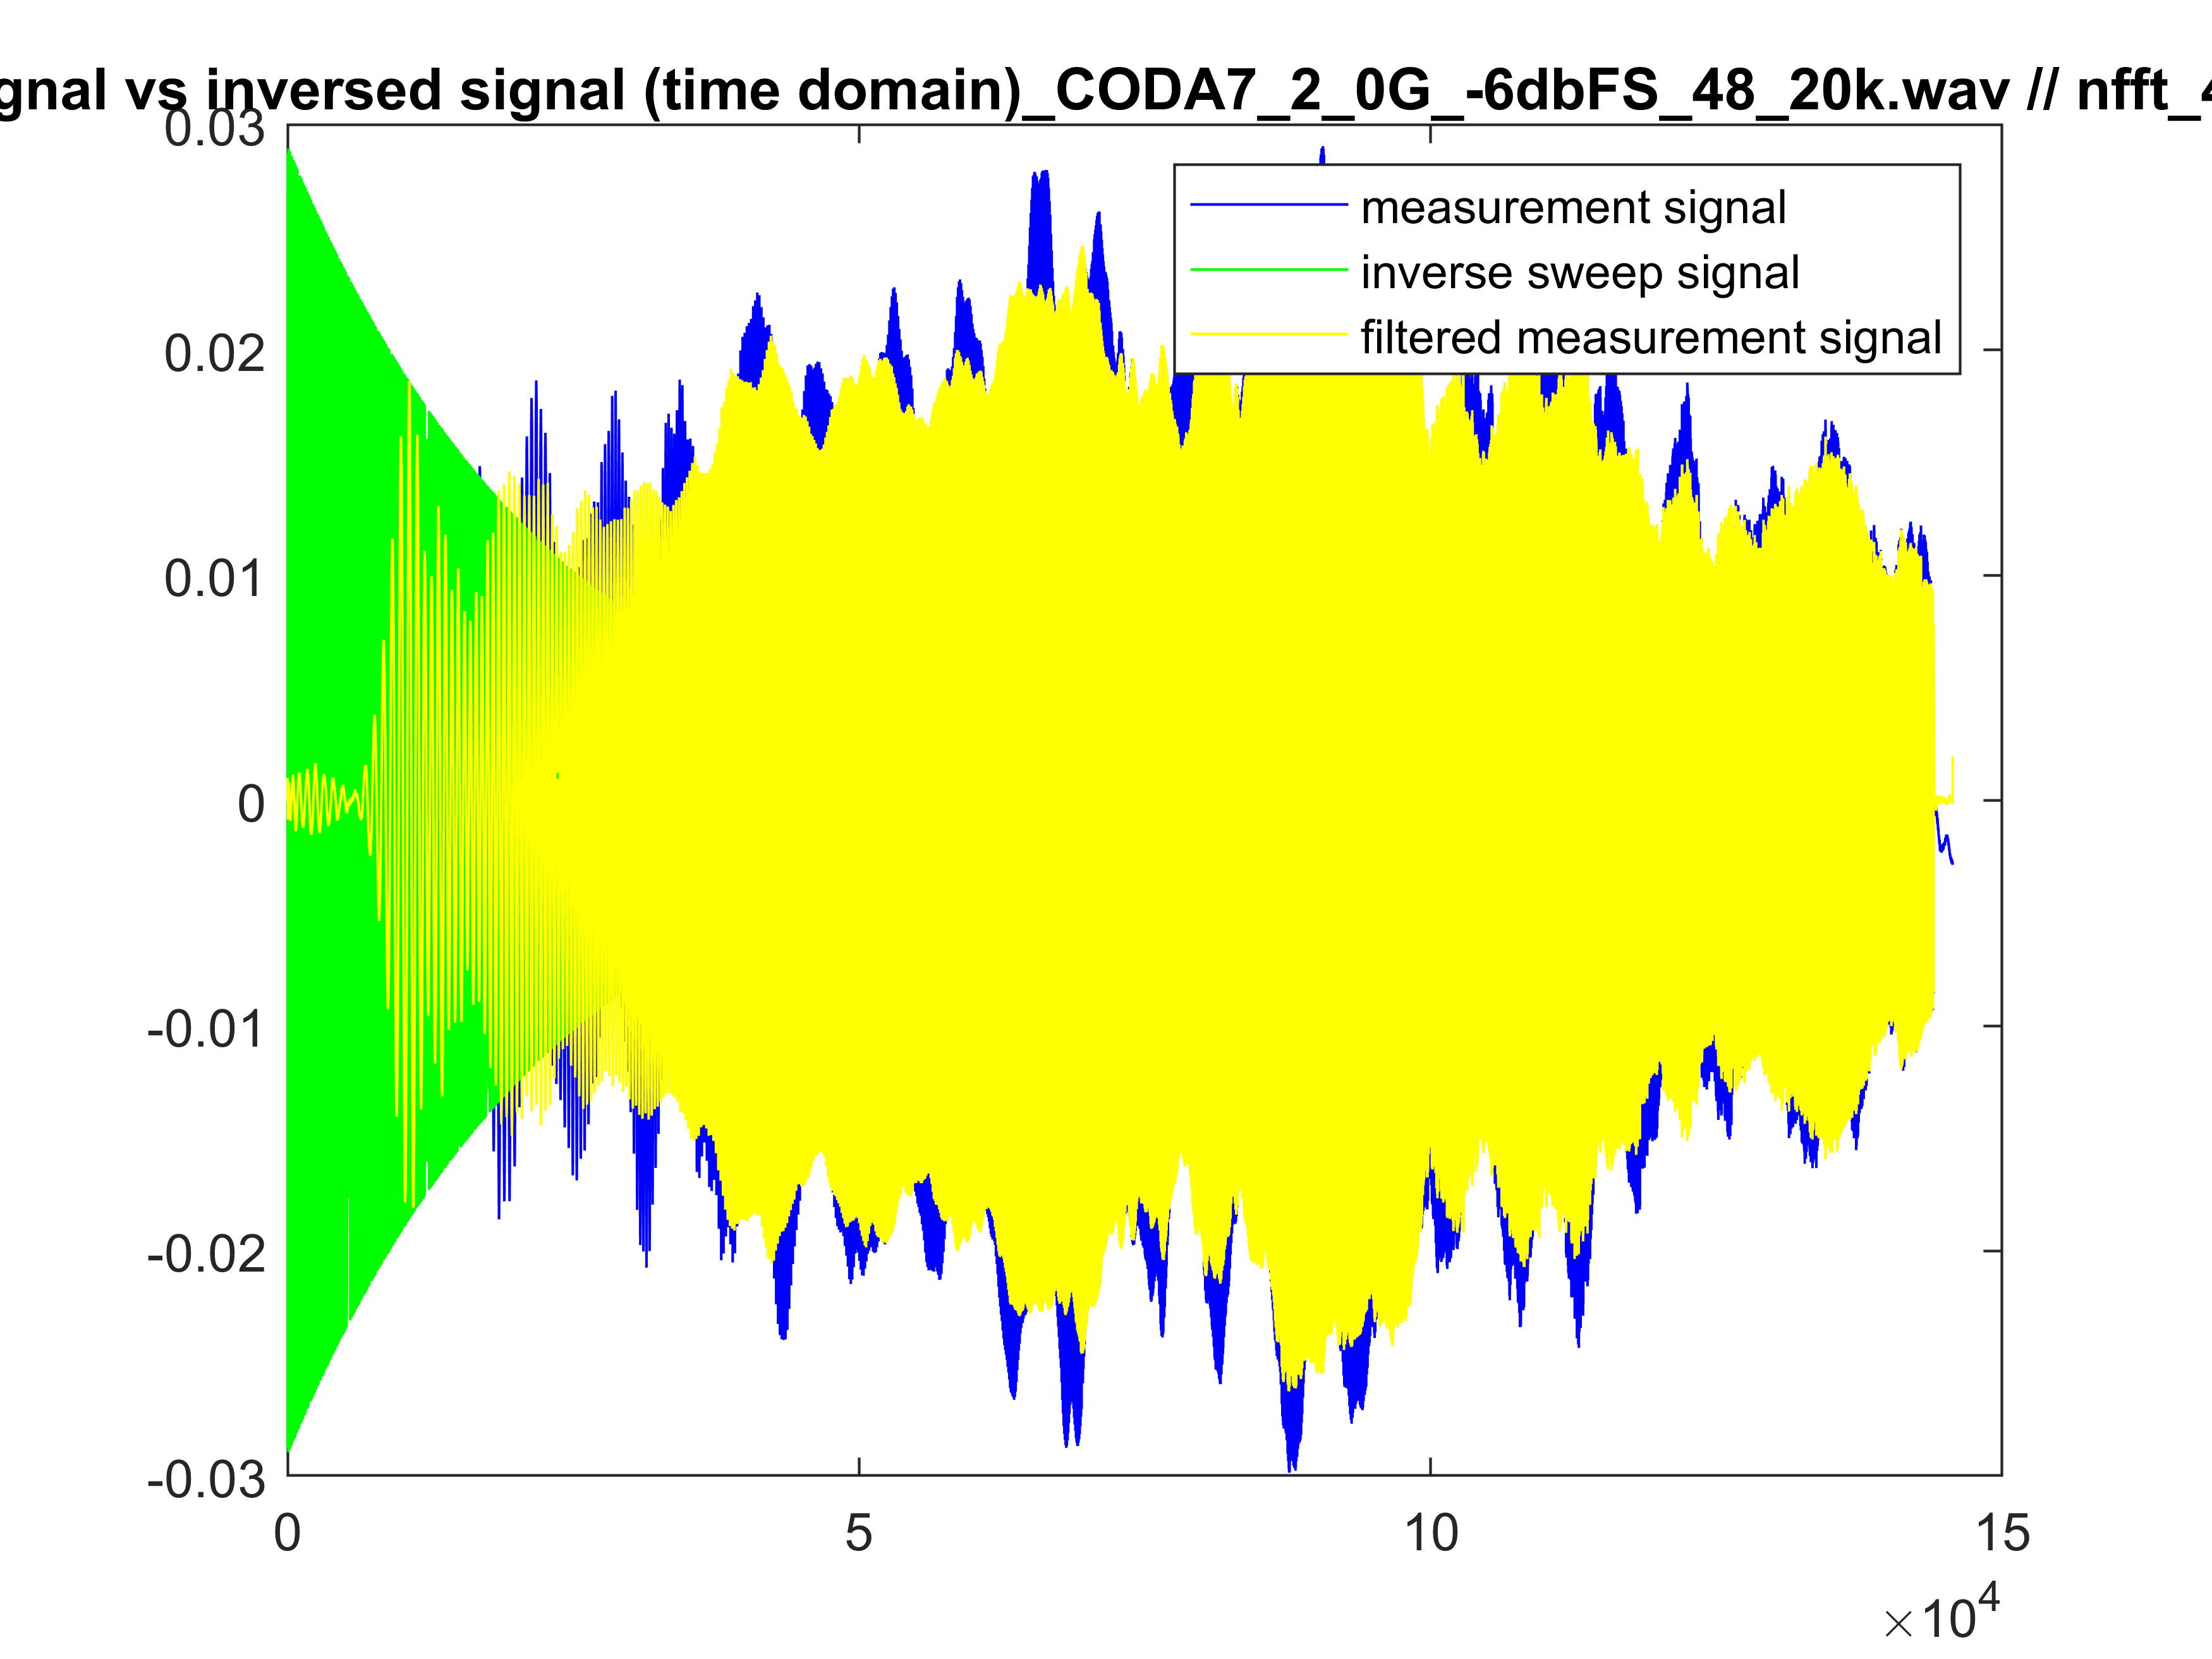 gnal vs inversed signal (time domain)_CODA7_2_0G_-6dbFS_48_20k.wav // nfft_4
0.03
0.02
0.01
0
-0.01
-0.02
-0.03
measurement signal
inverse sweep signal
filtered measurement signal
0 5 10 15
×10^4